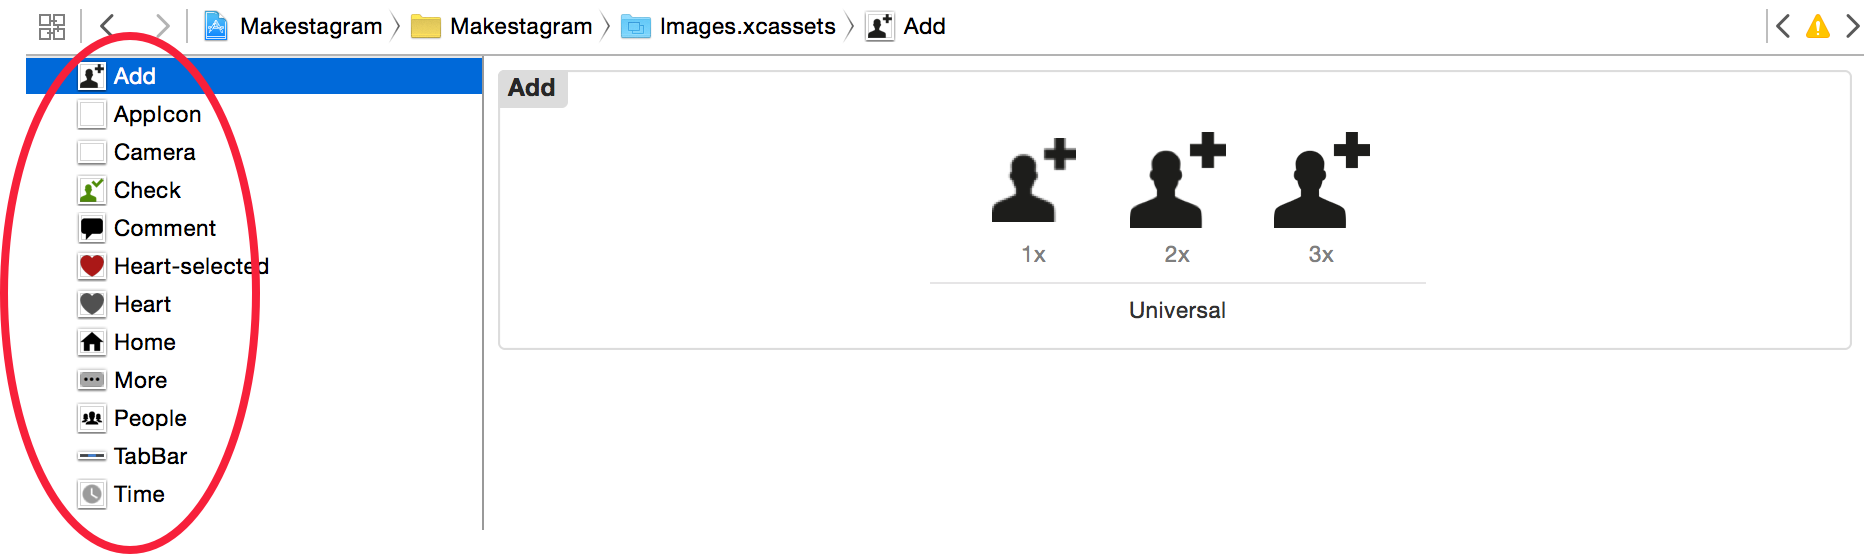 Makestagram Makestagram Images.xcassets Add
Add
AppIcon
Camera
Check
Comment
Heart-selected
Heart
Home
More
People
TabBar
Time
Add
1x 2x 3x
Universal